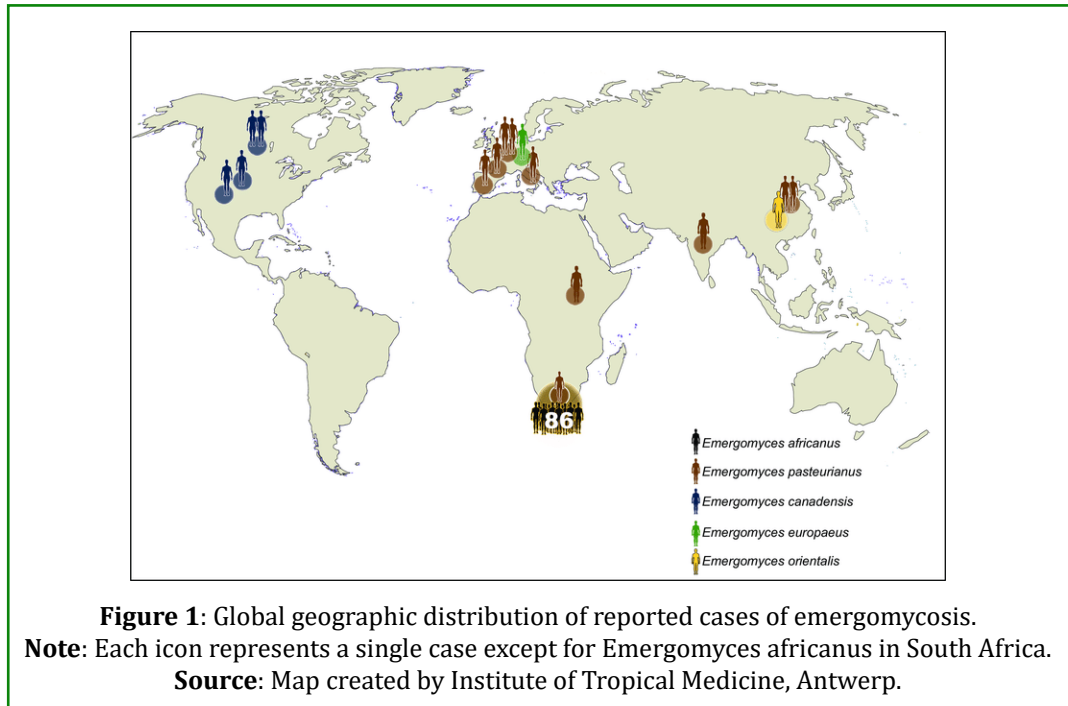 86
Emergomyces africanus
Emergomyces pasteurianus
Emergomyces canadensis
Emergomyces europaeus
Emergomyces orientalis
Figure 1: Global geographic distribution of reported cases of emergomycosis.
Note: Each icon represents a single case except for Emergomyces africanus in South Africa.
Source: Map created by Institute of Tropical Medicine, Antwerp.